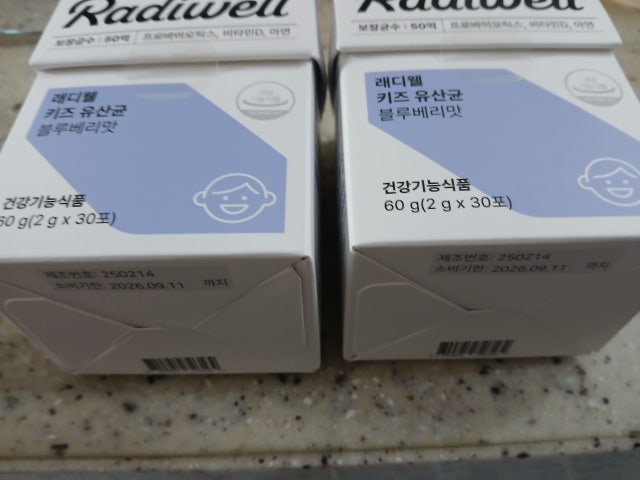 Radiwell
보장균수 : 50억 | 프로바이오틱스, 비타민D, 아연
래디웰
키즈 유산균
블루베리맛
건강기능식품
60 g(2 g x 30포)
제조번호: 250214
소비기한: 2026.09.11 까지
Radiwell
보장균수 : 50억 | 프로바이오틱스, 비타민D, 아연
래디웰
키즈 유산균
블루베리맛
건강기능식품
60 g(2 g x 30포)
제조번호: 250214
소비기한: 2026.09.11 까지